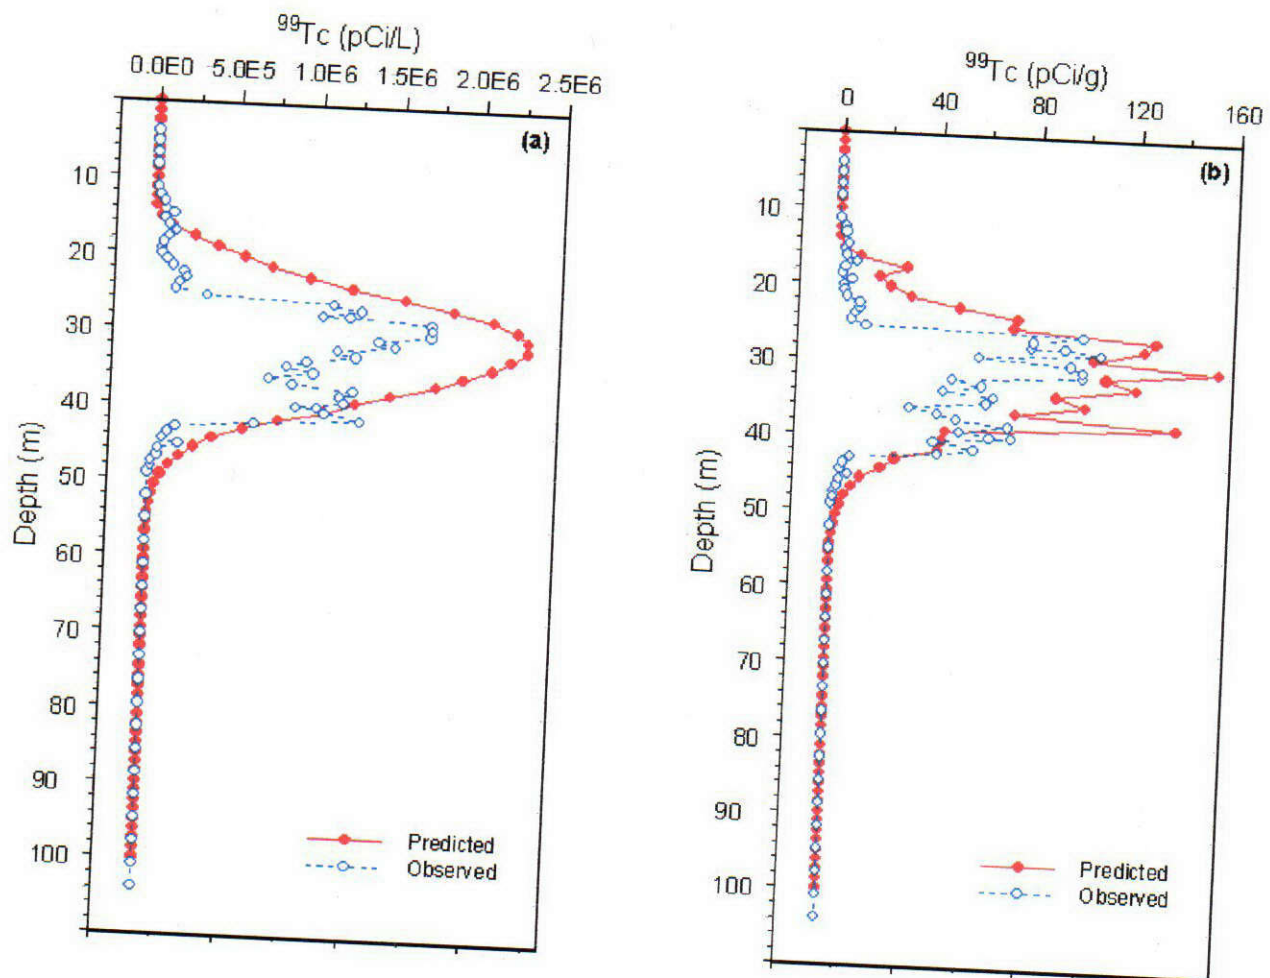 ⁹⁹Tc (pCi/L)
0.0E0 5.0E5 1.0E6 1.5E6 2.0E6 2.5E6
(a)
10
20
30
40
50
60
70
80
90
100
Depth (m)
Predicted
Observed
⁹⁹Tc (pCi/g)
0 40 80 120 160
(b)
10
20
30
40
50
60
70
80
90
100
Depth (m)
Predicted
Observed